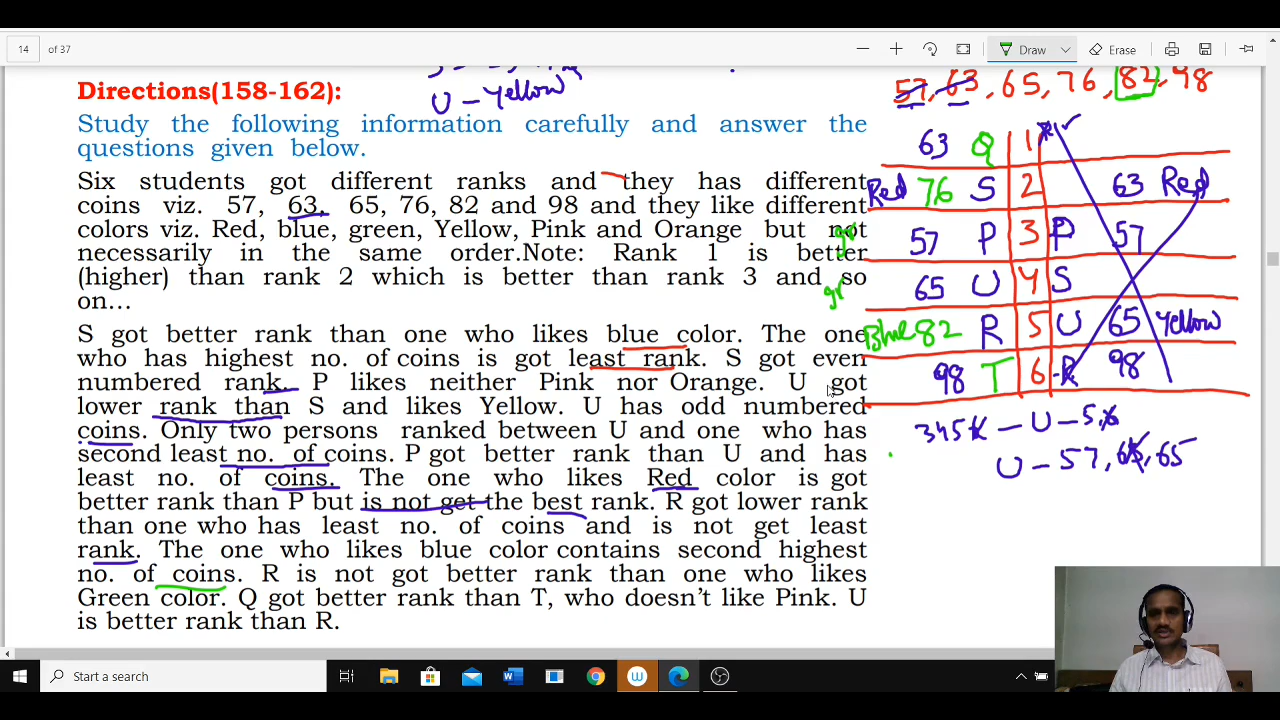 14 of 37
Draw
Erase
U - Yellow
57, 63, 65, 76, 82, 98
Directions(158-162):
Study the following information carefully and answer the
questions given below.
Six students got different ranks and they has different
coins viz. 57, 63, 65, 76, 82 and 98 and they like different
colors viz. Red, blue, green, Yellow, Pink and Orange but not
necessarily in the same order.Note: Rank 1 is better
(higher) than rank 2 which is better than rank 3 and so
on...
S got better rank than one who likes blue color. The one
who has highest no. of coins is got least rank. S got even
numbered rank. P likes neither Pink nor Orange. U got
lower rank than S and likes Yellow. U has odd numbered
coins. Only two persons ranked between U and one who has
second least no. of coins. P got better rank than U and has
least no. of coins. The one who likes Red color is got
better rank than P but is not get the best rank. R got lower rank
than one who has least no. of coins and is not get least
rank. The one who likes blue color contains second highest
no. of coins. R is not got better rank than one who likes
Green color. Q got better rank than T, who doesn't like Pink. U
is better rank than R.
63 Q 1
Red 76 S 2 63 Red
gr 57 P 3 P 57
gr 65 U 4 S
Blue 82 R 5 U 65 Yellow
98 T 6 R 98
345 - U - 5,6
U - 57, 63, 65
Start a search